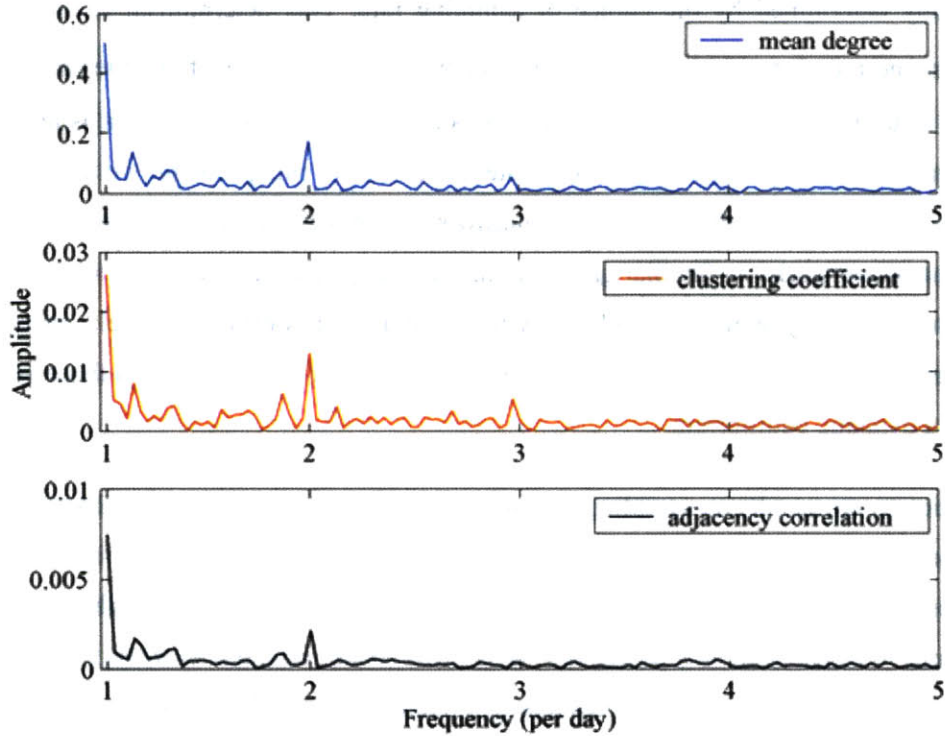 0.6
0.4
0.2
0
mean degree
1 2 3 4 5
0.03
0.02
0.01
0
clustering coefficient
1 2 3 4 5
Amplitude
0.01
0.005
0
adjacency correlation
1 2 3 4 5
Frequency (per day)